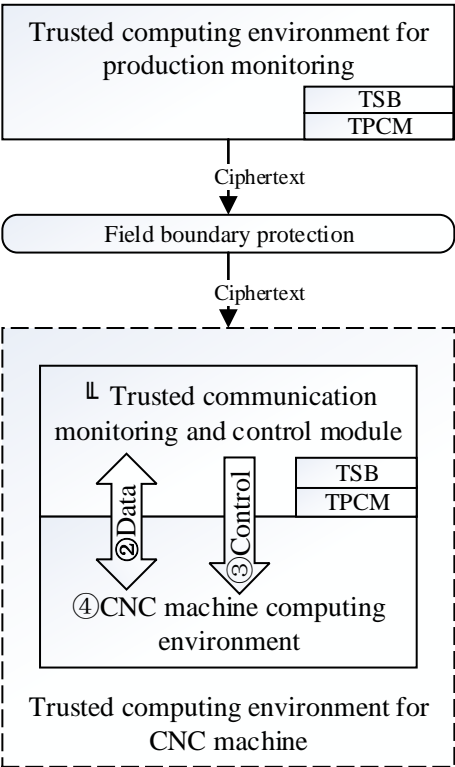 Trusted computing environment for
production monitoring
TSB
TPCM
Ciphertext
Field boundary protection
Ciphertext
╙ Trusted communication
monitoring and control module
TSB
TPCM
②Data
③Control
④CNC machine computing
environment
Trusted computing environment for
CNC machine